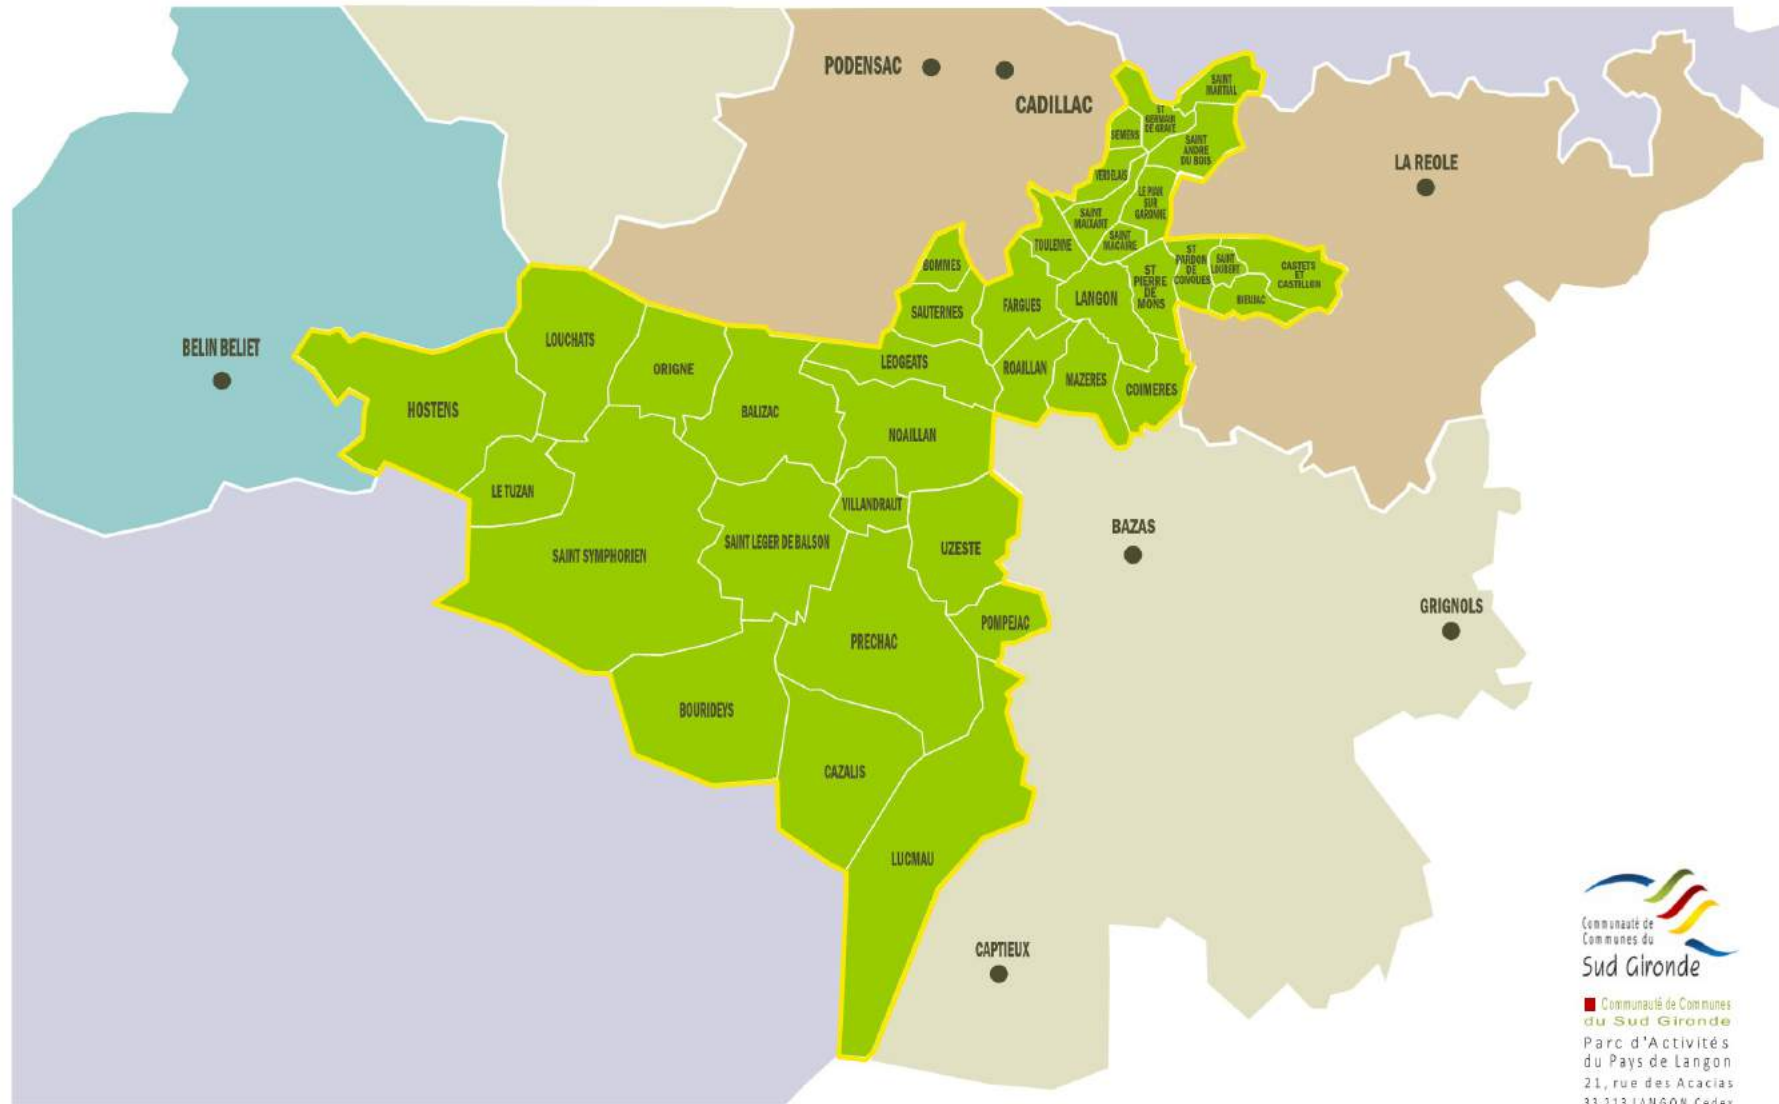 PODENSAC
CADILLAC
SAINT
MARTIAL
ST
GERMAIN
DE GRAVE
SEMENS
SAINT
ANDRE
DU BOIS
LA REOLE
VERDELAIS
LE PIAN
SUR
GARONNE
SAINT
MAIXANT
SAINT
MACAIRE
TOULENNE
BOMMES
ST
PARDON
DE
CONQUES
SAINT
LOUBERT
CASTETS
ET
CASTILLON
BIEUJAC
ST
PIERRE
DE
MONS
LANGON
FARGUES
SAUTERNES
LOUCHATS
BELIN BELIET
ORIGNE
LEOGEATS
ROAILLAN
MAZERES
COIMERES
HOSTENS
BALIZAC
NOAILLAN
LE TUZAN
VILLANDRAUT
BAZAS
SAINT SYMPHORIEN
SAINT LEGER DE BALSON
UZESTE
GRIGNOLS
POMPEJAC
PRECHAC
BOURIDEYS
CAZALIS
LUCMAU
CAPTIEUX
Communauté de
Communes du
Sud Gironde
Communauté de Communes
du Sud Gironde
Parc d'Activités
du Pays de Langon
21, rue des Acacias
33 213 LANGON Cedex